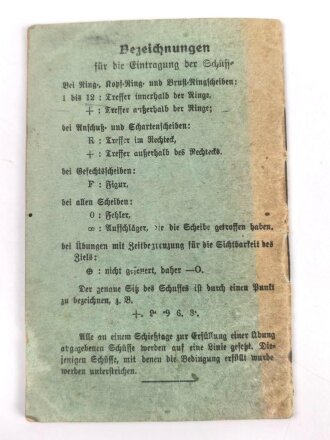 Bezeichnungen
für die Eintragung der Schüsse
Bei Ring-, Kopf-Ring- und Brust-Ringscheiben:
1 bis 12 : Treffer innerhalb der Ringe,
+ : Treffer außerhalb der Ringe;
bei Anschuß- und Schartenscheiben:
R : Treffer im Rechteck,
+ : Treffer außerhalb des Rechtecks.
bei Gefechtsscheiben:
F : Figur,
bei allen Scheiben:
0 : Fehler,
∞ : Aufschläger, die die Scheibe getroffen haben,
bei Übungen mit Zeitbegrenzung für die Sichtbarkeit des
Ziels:
⊖ : nicht gefeuert, daher —O.
Der genaue Sitz des Schusses ist durch einen Punkt
zu bezeichnen, z. B.
Alle an einem Schießtage zur Erfüllung einer Übung
abgegebenen Schüsse werden auf eine Linie gesetzt. Die-
jenigen Schüsse, mit denen die Bedingung erfüllt wurde
werden unterstrichen.